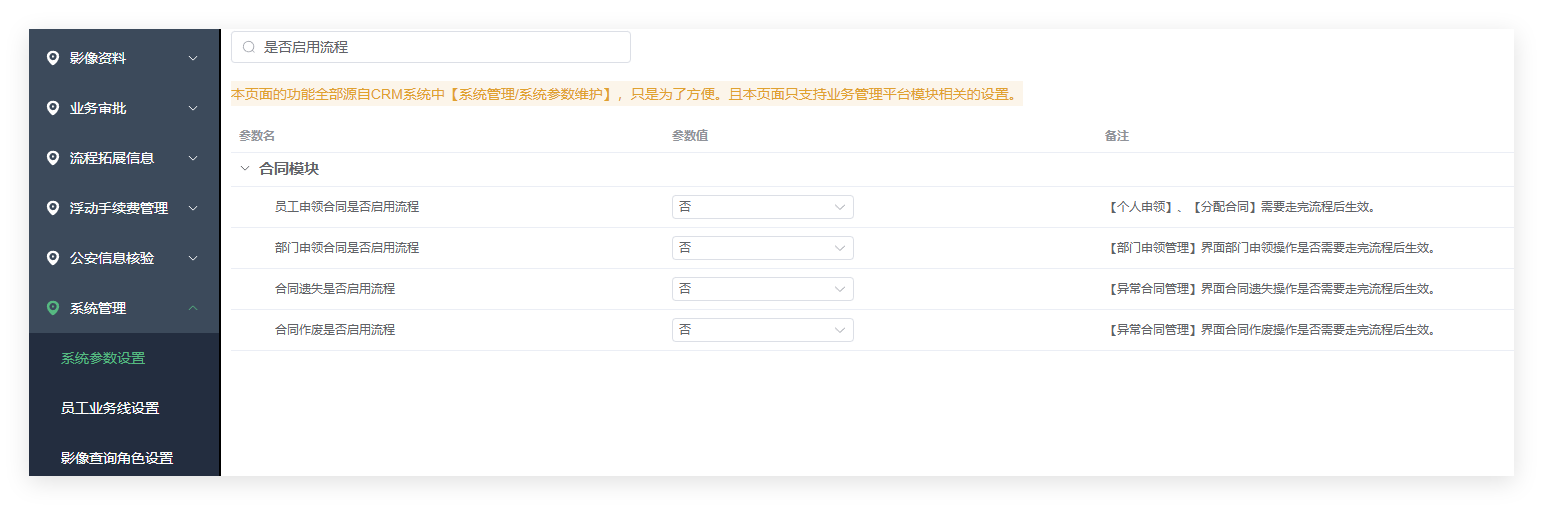 影像资料
业务审批
流程拓展信息
浮动手续费管理
公安信息核验
系统管理
系统参数设置
员工业务线设置
影像查询角色设置
是否启用流程
本页面的功能全部源自CRM系统中【系统管理/系统参数维护】，只是为了方便。且本页面只支持业务管理平台模块相关的设置。
参数名 参数值 备注
合同模块
员工申领合同是否启用流程 否 【个人申领】、【分配合同】需要走完流程后生效。
部门申领合同是否启用流程 否 【部门申领管理】界面部门申领操作是否需要走完流程后生效。
合同遗失是否启用流程 否 【异常合同管理】界面合同遗失操作是否需要走完流程后生效。
合同作废是否启用流程 否 【异常合同管理】界面合同作废操作是否需要走完流程后生效。